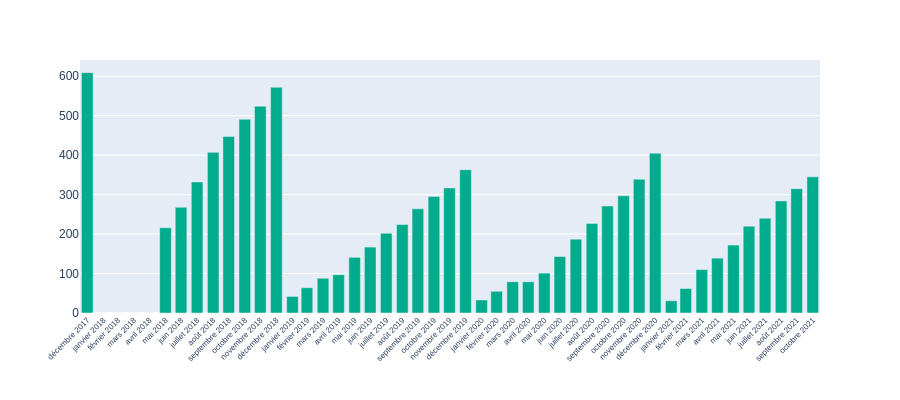 600
500
400
300
200
100
0
décembre 2017
janvier 2018
février 2018
mars 2018
avril 2018
mai 2018
juin 2018
juillet 2018
août 2018
septembre 2018
octobre 2018
novembre 2018
décembre 2018
janvier 2019
février 2019
mars 2019
avril 2019
mai 2019
juin 2019
juillet 2019
août 2019
septembre 2019
octobre 2019
novembre 2019
décembre 2019
janvier 2020
février 2020
mars 2020
avril 2020
mai 2020
juin 2020
juillet 2020
août 2020
septembre 2020
octobre 2020
novembre 2020
décembre 2020
janvier 2021
février 2021
mars 2021
avril 2021
mai 2021
juin 2021
juillet 2021
août 2021
septembre 2021
octobre 2021